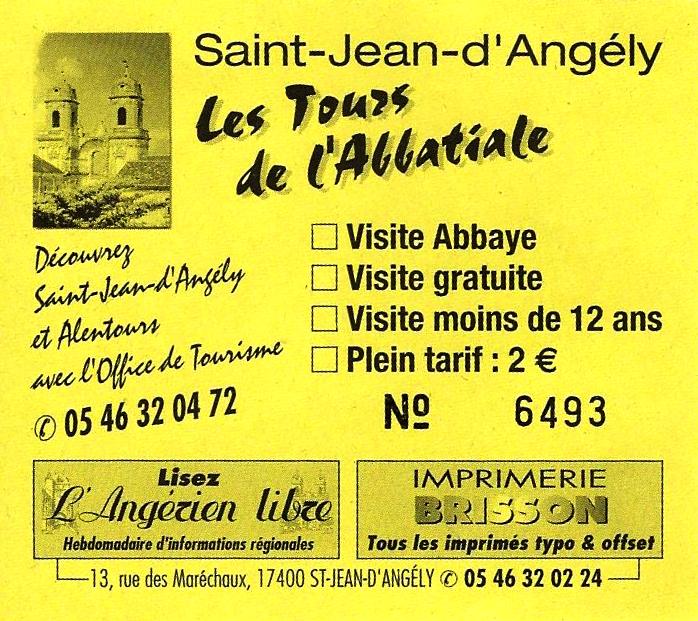 Saint-Jean-d'Angély
Les Tours
de l'Abbatiale
Découvrez
Saint-Jean-d'Angély
et Alentours
avec l'Office de Tourisme
✆ 05 46 32 04 72
☐ Visite Abbaye
☐ Visite gratuite
☐ Visite moins de 12 ans
☐ Plein tarif : 2 €
Nº 6493
Lisez
L'Angérien libre
Hebdomadaire d'informations régionales
IMPRIMERIE
BRISSON
Tous les imprimés typo & offset
13, rue des Maréchaux, 17400 ST-JEAN-D'ANGÉLY ✆ 05 46 32 02 24